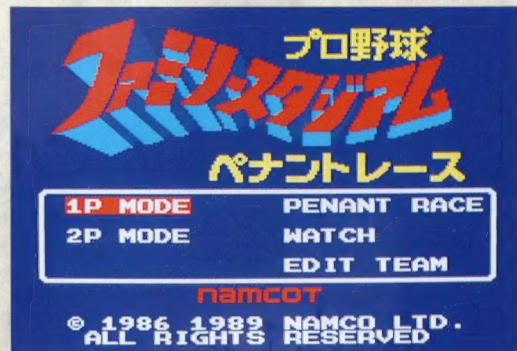 プロ野球
ファミリースタジアム
ペナントレース
1P MODE PENANT RACE
2P MODE WATCH
EDIT TEAM
namcoT
© 1986 1989 NAMCO LTD.
ALL RIGHTS RESERVED